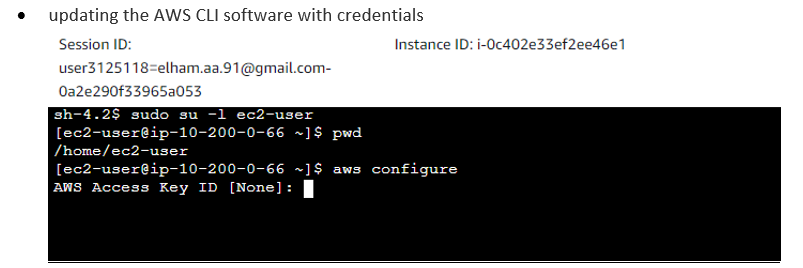 • updating the AWS CLI software with credentials
Session ID: Instance ID: i-0c402e33ef2ee46e1
user3125118=elham.aa.91@gmail.com-
0a2e290f33965a053
sh-4.2$ sudo su -l ec2-user
[ec2-user@ip-10-200-0-66 ~]$ pwd
/home/ec2-user
[ec2-user@ip-10-200-0-66 ~]$ aws configure
AWS Access Key ID [None]: